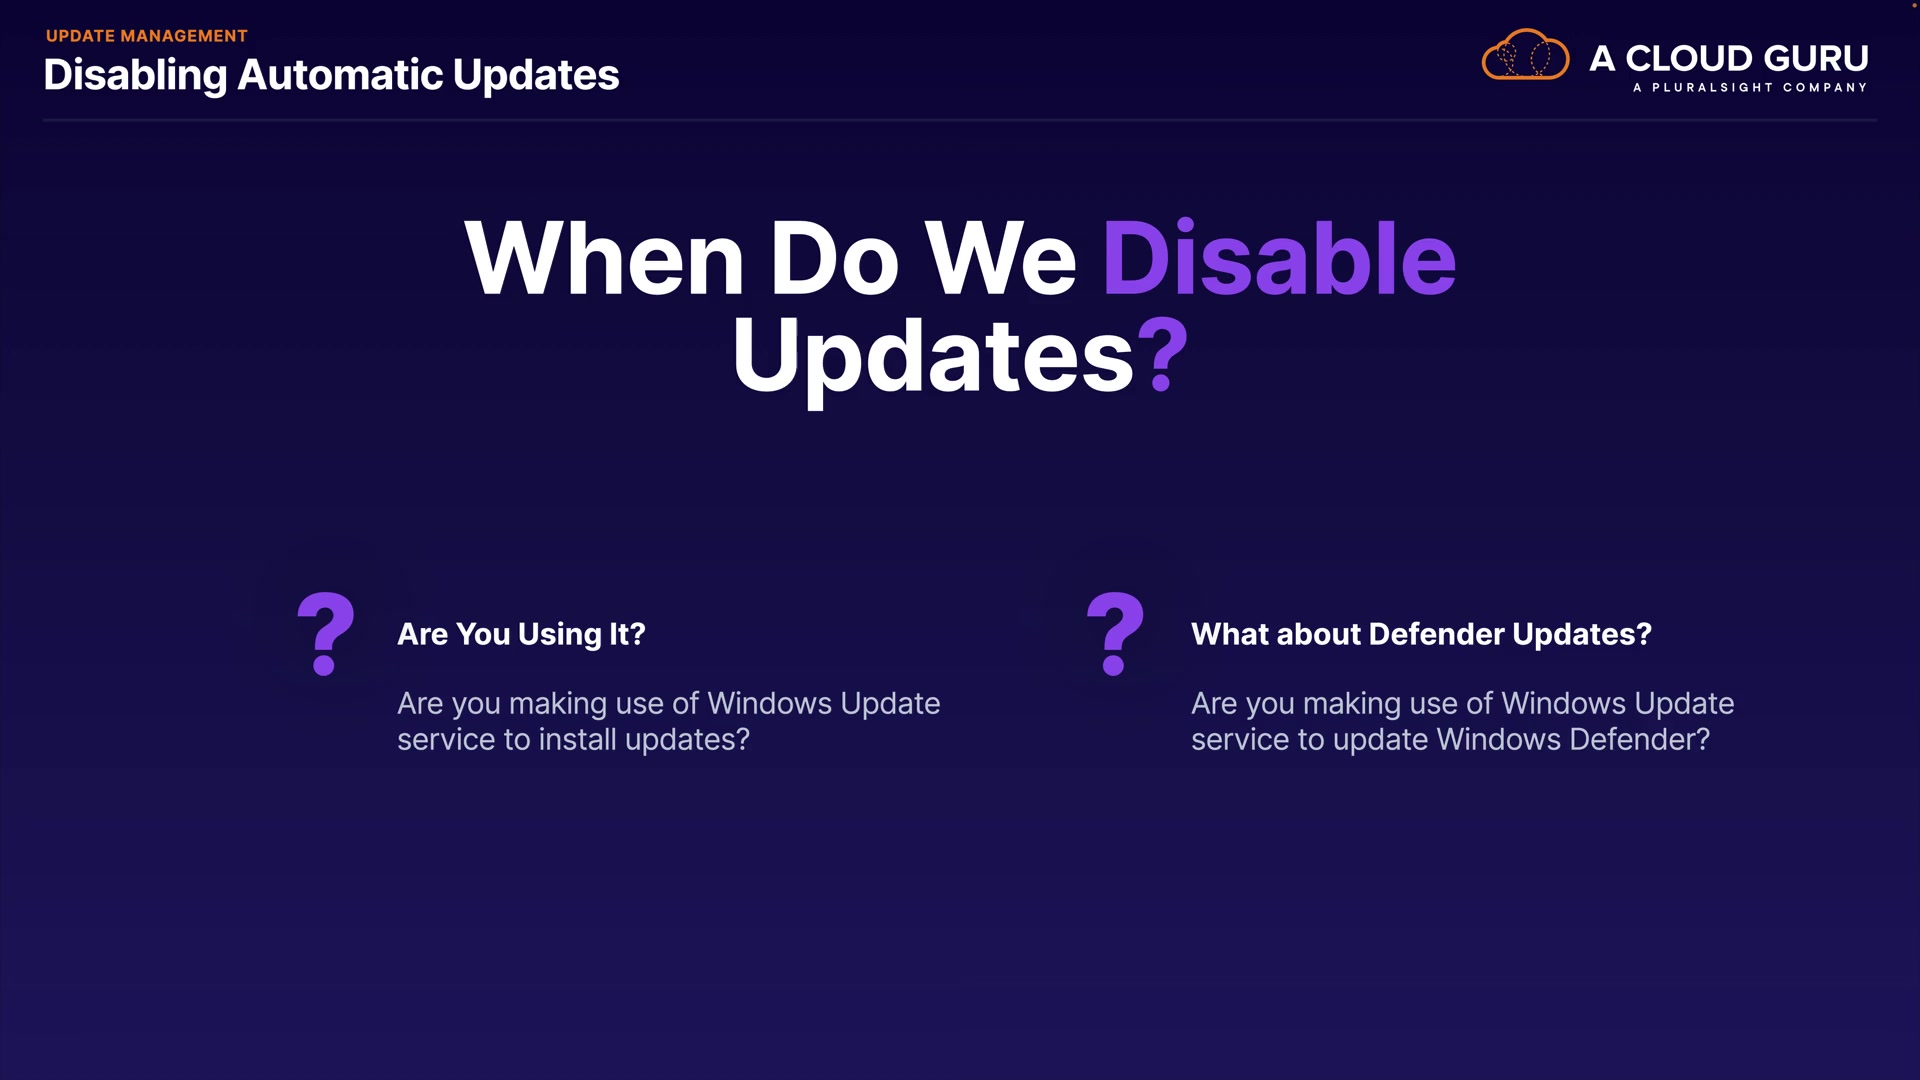 UPDATE MANAGEMENT
Disabling Automatic Updates
A CLOUD GURU
A PLURALSIGHT COMPANY
When Do We Disable
Updates?
? Are You Using It?
Are you making use of Windows Update
service to install updates?
? What about Defender Updates?
Are you making use of Windows Update
service to update Windows Defender?